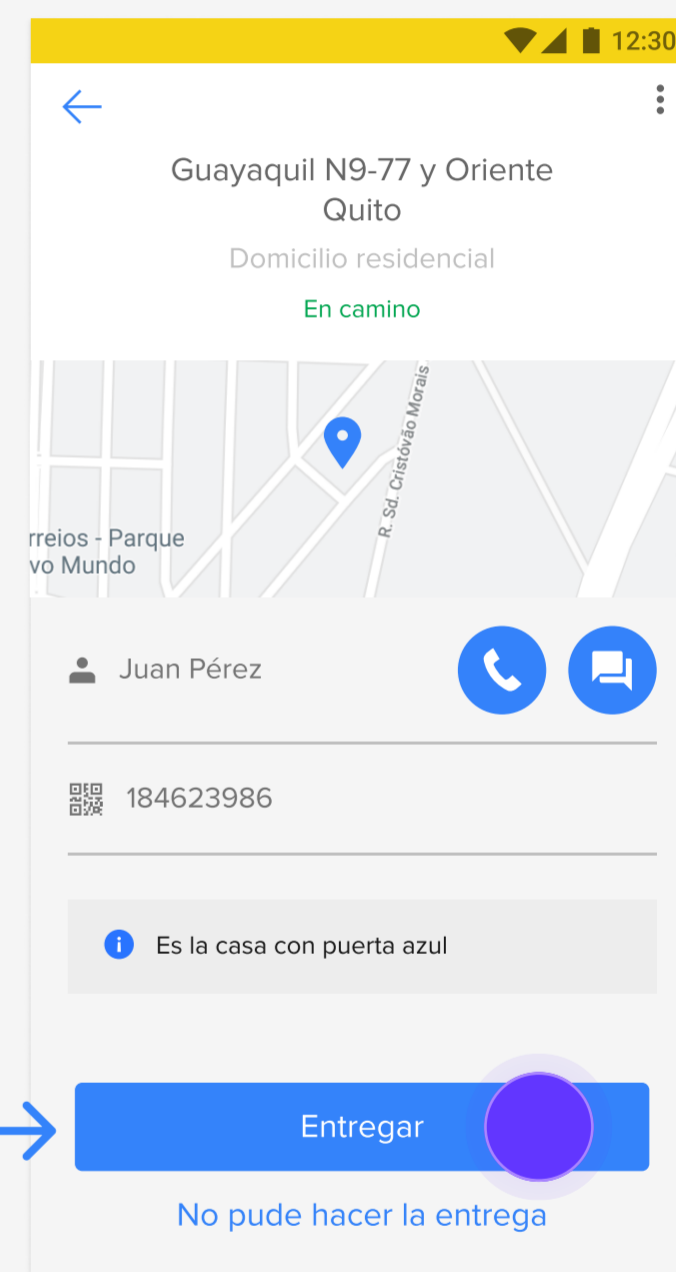 12:30
Guayaquil N9-77 y Oriente
Quito
Domicilio residencial
En camino
R. Sd. Cristóvão Morais
rreios - Parque
vo Mundo
Juan Pérez
184623986
Es la casa con puerta azul
Entregar
No pude hacer la entrega